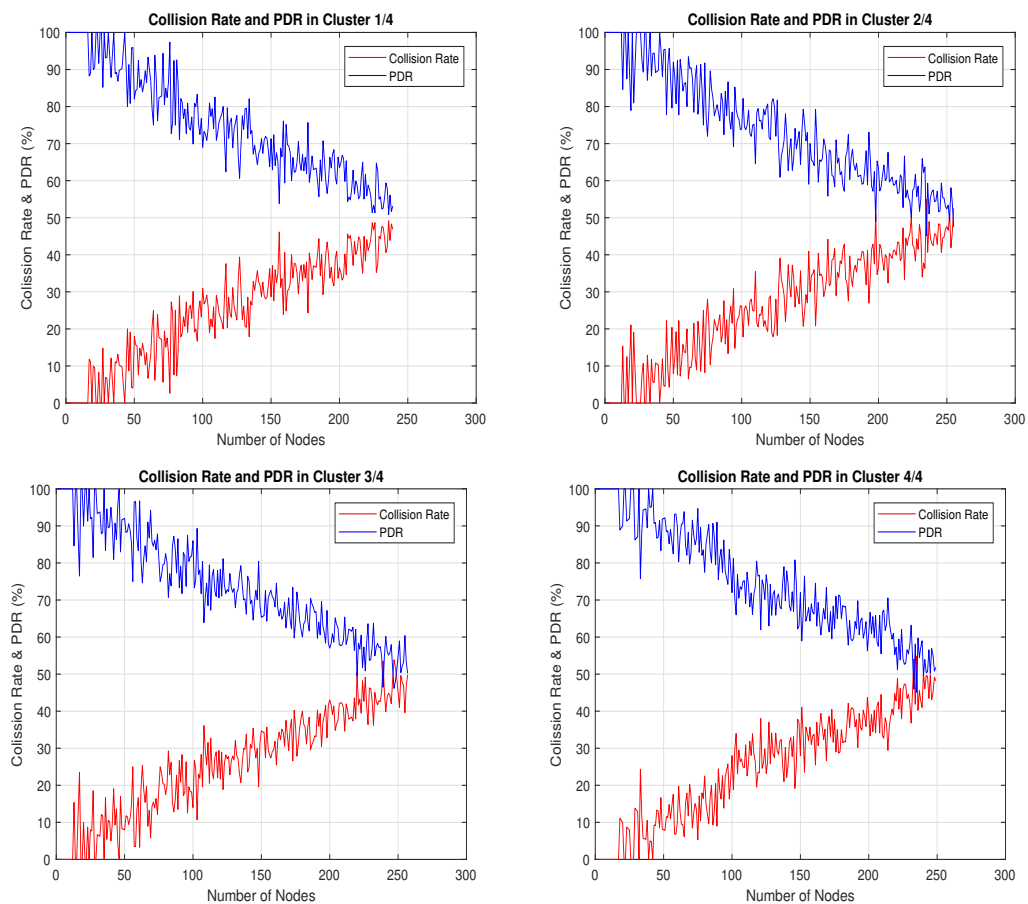 Collision Rate and PDR in Cluster 1/4
100
90
80
70
60
50
40
30
20
10
0
Colission Rate & PDR (%)
Collision Rate
PDR
0 50 100 150 200 250 300
Number of Nodes
Collision Rate and PDR in Cluster 2/4
100
90
80
70
60
50
40
30
20
10
0
Colission Rate & PDR (%)
Collision Rate
PDR
0 50 100 150 200 250 300
Number of Nodes
Collision Rate and PDR in Cluster 3/4
100
90
80
70
60
50
40
30
20
10
0
Colission Rate & PDR (%)
Collision Rate
PDR
0 50 100 150 200 250 300
Number of Nodes
Collision Rate and PDR in Cluster 4/4
100
90
80
70
60
50
40
30
20
10
0
Colission Rate & PDR (%)
Collision Rate
PDR
0 50 100 150 200 250 300
Number of Nodes